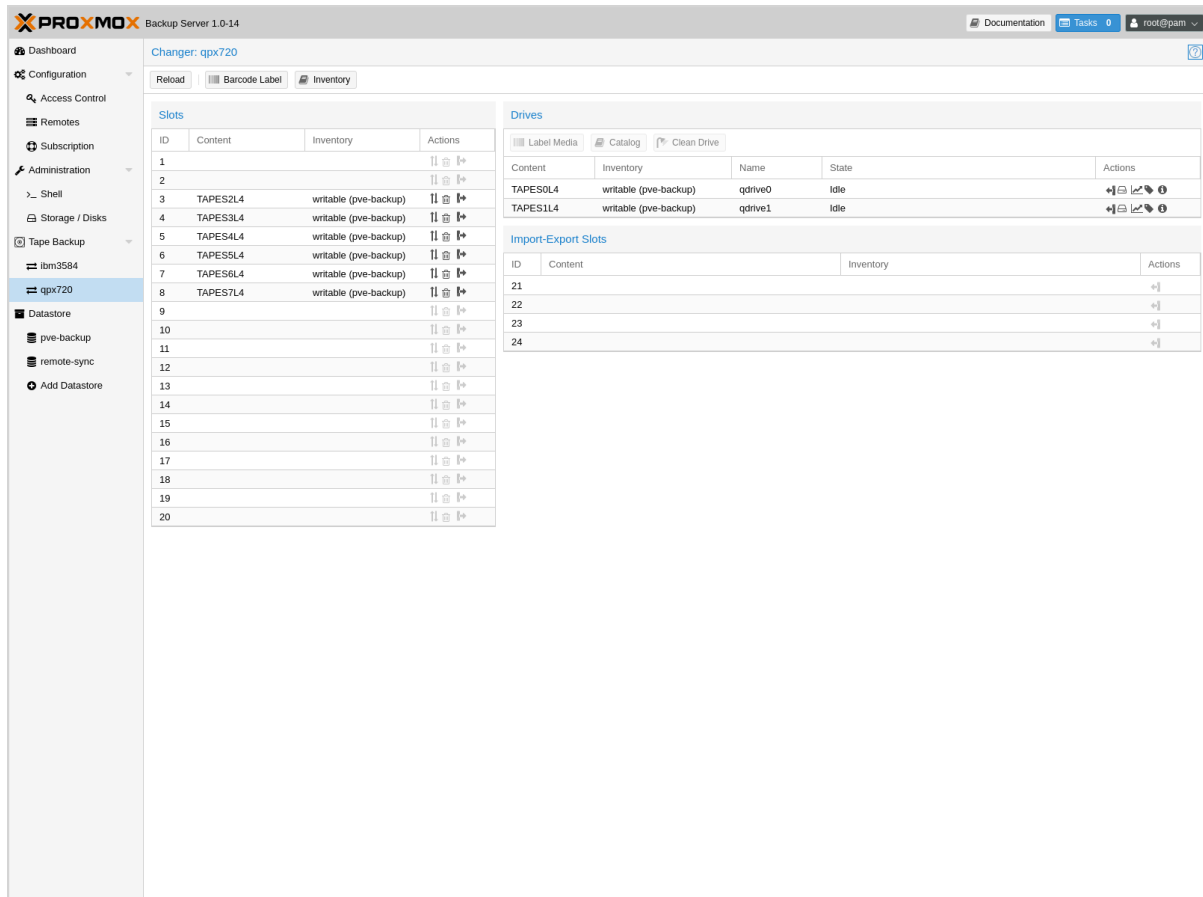 PROXMOX Backup Server 1.0-14
Documentation
Tasks 0
root@pam
Dashboard
Configuration
Access Control
Remotes
Subscription
Administration
>_ Shell
Storage / Disks
Tape Backup
ibm3584
qpx720
Datastore
pve-backup
remote-sync
Add Datastore
Changer: qpx720
Reload
Barcode Label
Inventory
Slots
ID Content Inventory Actions
1
2
3 TAPES2L4 writable (pve-backup)
4 TAPES3L4 writable (pve-backup)
5 TAPES4L4 writable (pve-backup)
6 TAPES5L4 writable (pve-backup)
7 TAPES6L4 writable (pve-backup)
8 TAPES7L4 writable (pve-backup)
9
10
11
12
13
14
15
16
17
18
19
20
Drives
Label Media
Catalog
Clean Drive
Content Inventory Name State Actions
TAPES0L4 writable (pve-backup) qdrive0 Idle
TAPES1L4 writable (pve-backup) qdrive1 Idle
Import-Export Slots
ID Content Inventory Actions
21
22
23
24